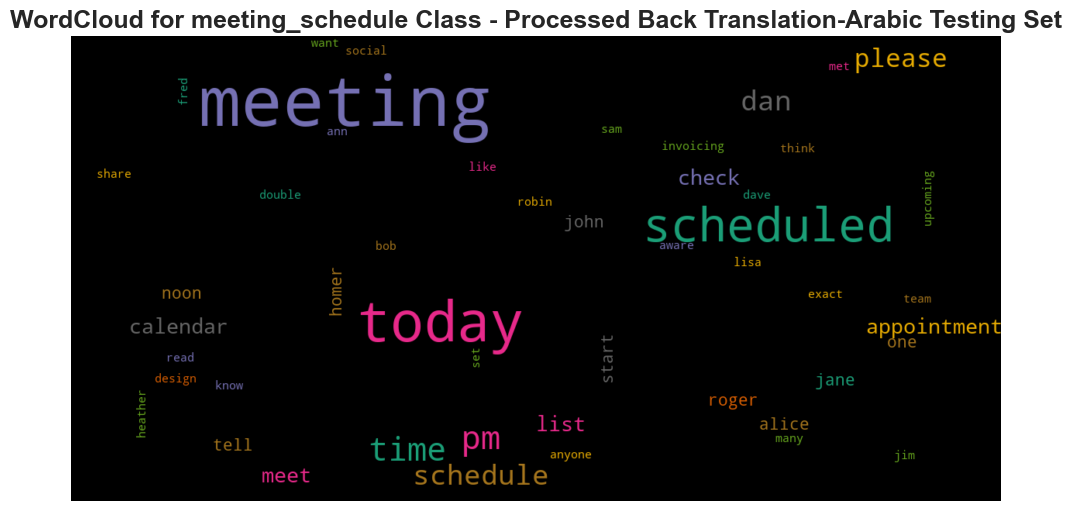 WordCloud for meeting_schedule Class - Processed Back Translation-Arabic Testing Set
want
social
please
met
fred
meeting
dan
ann
sam
invoicing
think
like
share
check
double
dave
upcoming
robin
john
scheduled
bob
aware
lisa
homer
noon
exact
team
today
calendar
appointment
one
start
set
read
design
know
jane
heather
roger
list
alice
many
tell
time
pm
anyone
jim
meet
schedule